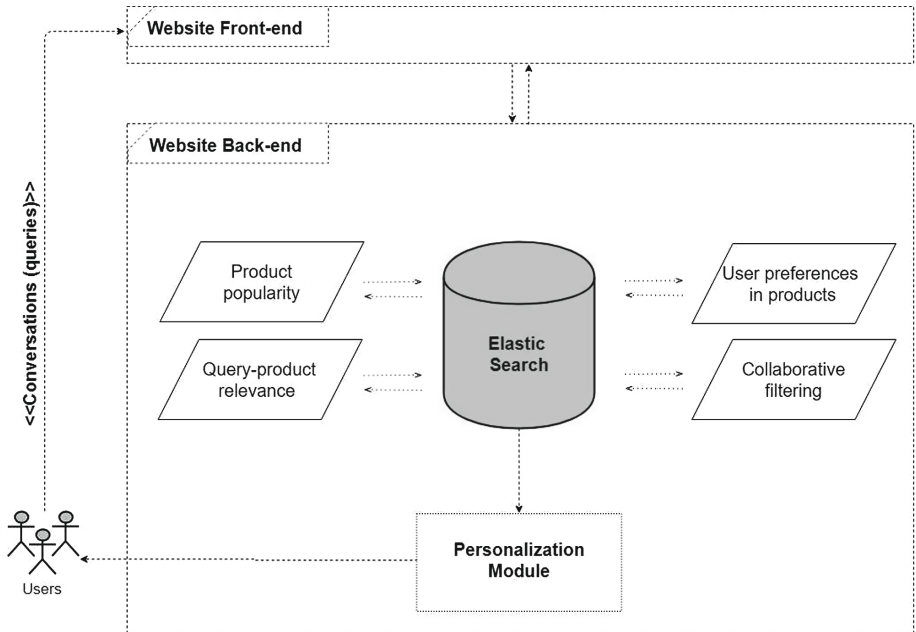 Website Front-end
Website Back-end
<<Conversations (queries)>>
Product
popularity
User preferences
in products
Elastic
Search
Query-product
relevance
Collaborative
filtering
Personalization
Module
Users